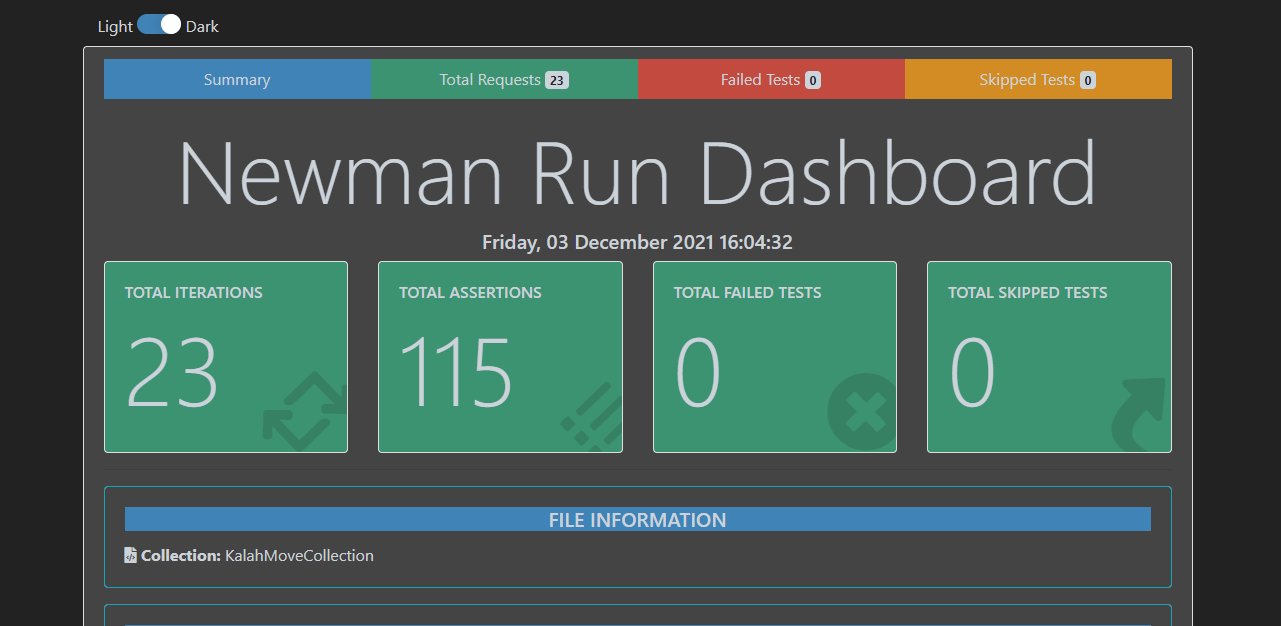 Light Dark
Summary Total Requests 23 Failed Tests 0 Skipped Tests 0
Newman Run Dashboard
Friday, 03 December 2021 16:04:32
TOTAL ITERATIONS TOTAL ASSERTIONS TOTAL FAILED TESTS TOTAL SKIPPED TESTS
23 115 0 0
FILE INFORMATION
Collection: KalahMoveCollection